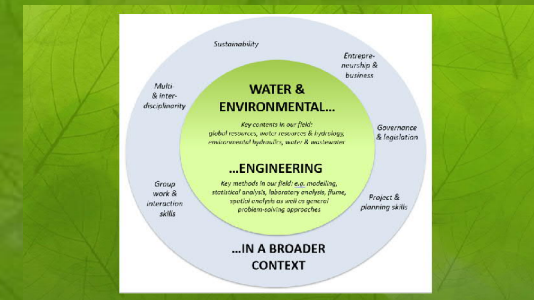 Sustainability
Entrepre-
neurship &
business
Multi-
& inter-
disciplinarity
WATER &
ENVIRONMENTAL...
Key contents in our field:
global resources, water resources & hydrology,
environmental hydraulics, water & wastewater
Governance
& legislation
...ENGINEERING
Key methods in our field: e.g. modelling,
statistical analysis, laboratory analysis, flume,
spatial analysis as well as general
problem-solving approaches
Group
work &
interaction
skills
Project &
planning skills
...IN A BROADER
CONTEXT